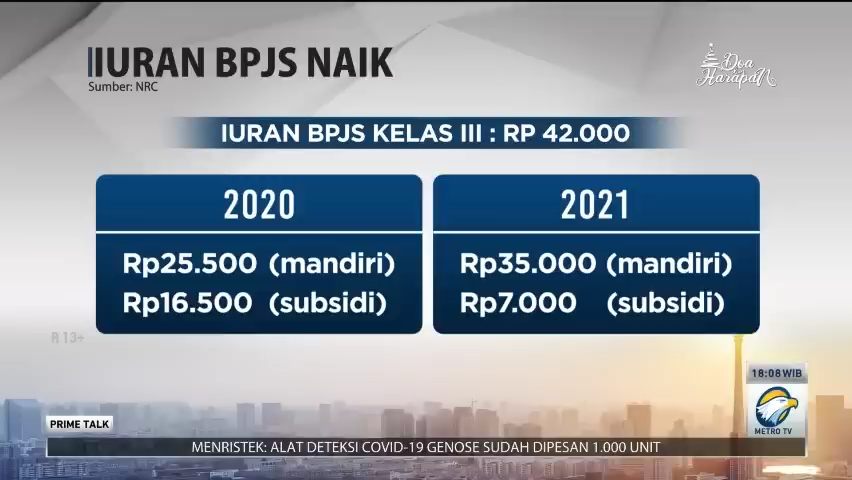 IURAN BPJS NAIK
Sumber: NRC
Doa
Harapan
IURAN BPJS KELAS III : RP 42.000
2020
Rp25.500 (mandiri)
Rp16.500 (subsidi)
2021
Rp35.000 (mandiri)
Rp7.000 (subsidi)
R 13+
18:08 WIB
METRO TV
PRIME TALK
MENRISTEK: ALAT DETEKSI COVID-19 GENOSE SUDAH DIPESAN 1.000 UNIT